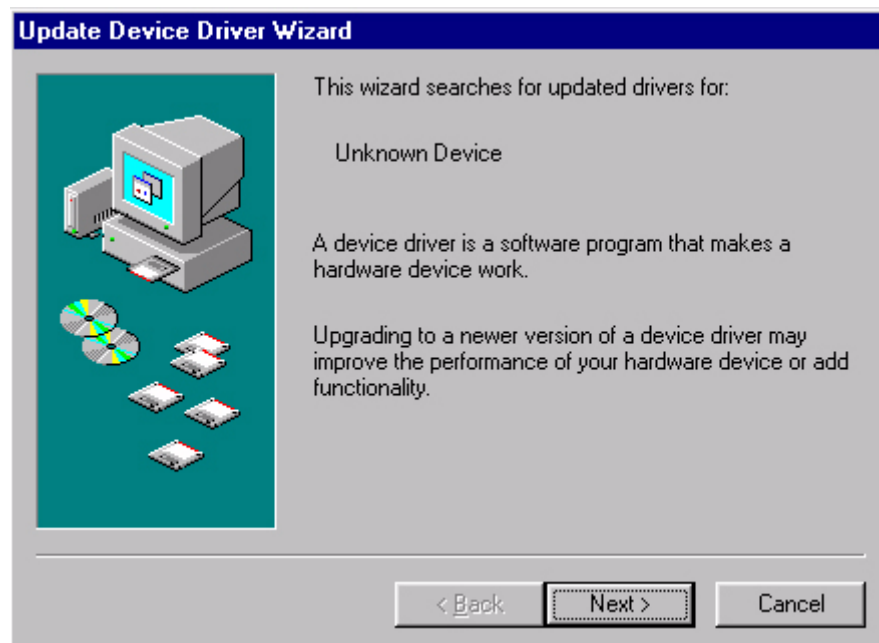 Update Device Driver Wizard
This wizard searches for updated drivers for:
Unknown Device
A device driver is a software program that makes a
hardware device work.
Upgrading to a newer version of a device driver may
improve the performance of your hardware device or add
functionality.
< Back
Next >
Cancel